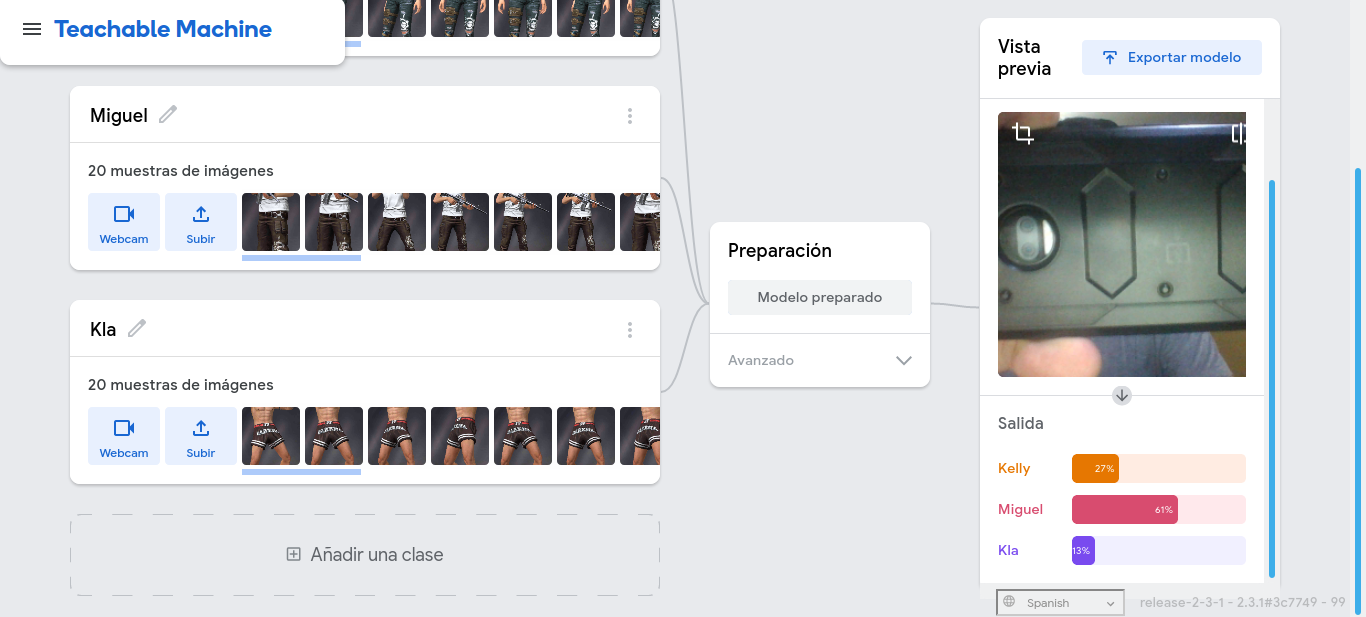 Teachable Machine
Miguel
20 muestras de imágenes
Webcam
Subir
Kla
20 muestras de imágenes
Webcam
Subir
Añadir una clase
Preparación
Modelo preparado
Avanzado
Vista
previa
Exportar modelo
Salida
Kelly
27%
Miguel
61%
Kla
13%
Spanish
release-2-3-1 - 2.3.1#3c7749 - 99